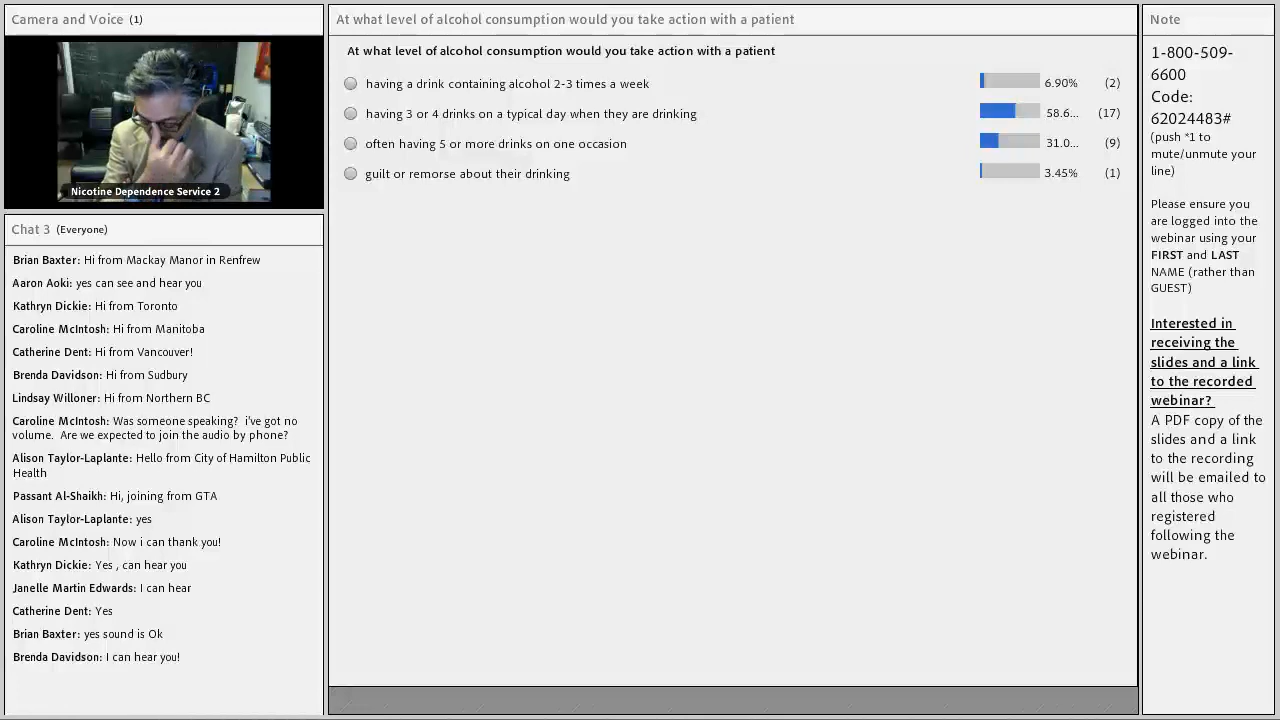 Camera and Voice (1)
Nicotine Dependence Service 2
Chat 3 (Everyone)
Brian Baxter: Hi from Mackay Manor in Renfrew
Aaron Aoki: yes can see and hear you
Kathryn Dickie: Hi from Toronto
Caroline McIntosh: Hi from Manitoba
Catherine Dent: Hi from Vancouver!
Brenda Davidson: Hi from Sudbury
Lindsay Willoner: Hi from Northern BC
Caroline McIntosh: Was someone speaking? i've got no
volume. Are we expected to join the audio by phone?
Alison Taylor-Laplante: Hello from City of Hamilton Public
Health
Passant Al-Shaikh: Hi, joining from GTA
Alison Taylor-Laplante: yes
Caroline McIntosh: Now i can thank you!
Kathryn Dickie: Yes , can hear you
Janelle Martin Edwards: I can hear
Catherine Dent: Yes
Brian Baxter: yes sound is Ok
Brenda Davidson: I can hear you!
At what level of alcohol consumption would you take action with a patient
At what level of alcohol consumption would you take action with a patient
having a drink containing alcohol 2-3 times a week 6.90% (2)
having 3 or 4 drinks on a typical day when they are drinking 58.6... (17)
often having 5 or more drinks on one occasion 31.0... (9)
guilt or remorse about their drinking 3.45% (1)
Note
1-800-509-
6600
Code:
62024483#
(push *1 to
mute/unmute your
line)
Please ensure you
are logged into the
webinar using your
FIRST and LAST
NAME (rather than
GUEST)
Interested in
receiving the
slides and a link
to the recorded
webinar?
A PDF copy of the
slides and a link
to the recording
will be emailed to
all those who
registered
following the
webinar.